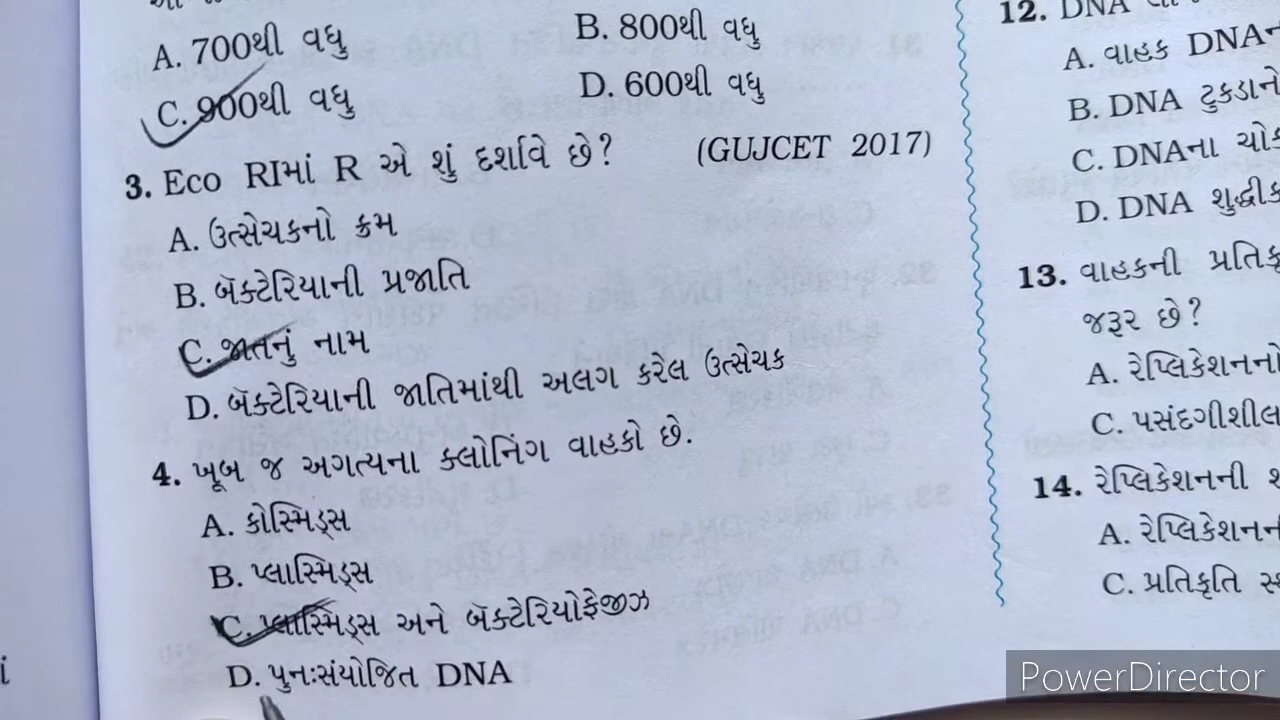 A. 700થી વધુ
B. 800થી વધુ
C. 900થી વધુ
D. 600થી વધુ
3. Eco RIમાં R એ શું દર્શાવે છે? (GUJCET 2017)
A. ઉત્સેચકનો ક્રમ
B. બૅક્ટેરિયાની પ્રજાતિ
C. જાતનું નામ
D. બૅક્ટેરિયાની જાતિમાંથી અલગ કરેલ ઉત્સેચક
4. ખૂબ જ અગત્યના ક્લોનિંગ વાહકો છે.
A. કોસ્મિડ્સ
B. પ્લાસ્મિડ્સ
C. પ્લાસ્મિડ્સ અને બૅક્ટેરિયોફેજીઝ
D. પુનઃસંયોજિત DNA
12. DNA
A. વાહક DNAન
B. DNA ટુકડાને
C. DNAના
D. DNA
13. વાહકની
જરૂર છે?
A. રેપ્લિકેશનનો
C. પસંદગીશીલ
14. રેપ્લિકેશનની
A. રેપ્લિકેશનન
C. પ્રતિકૃતિ
PowerDirector